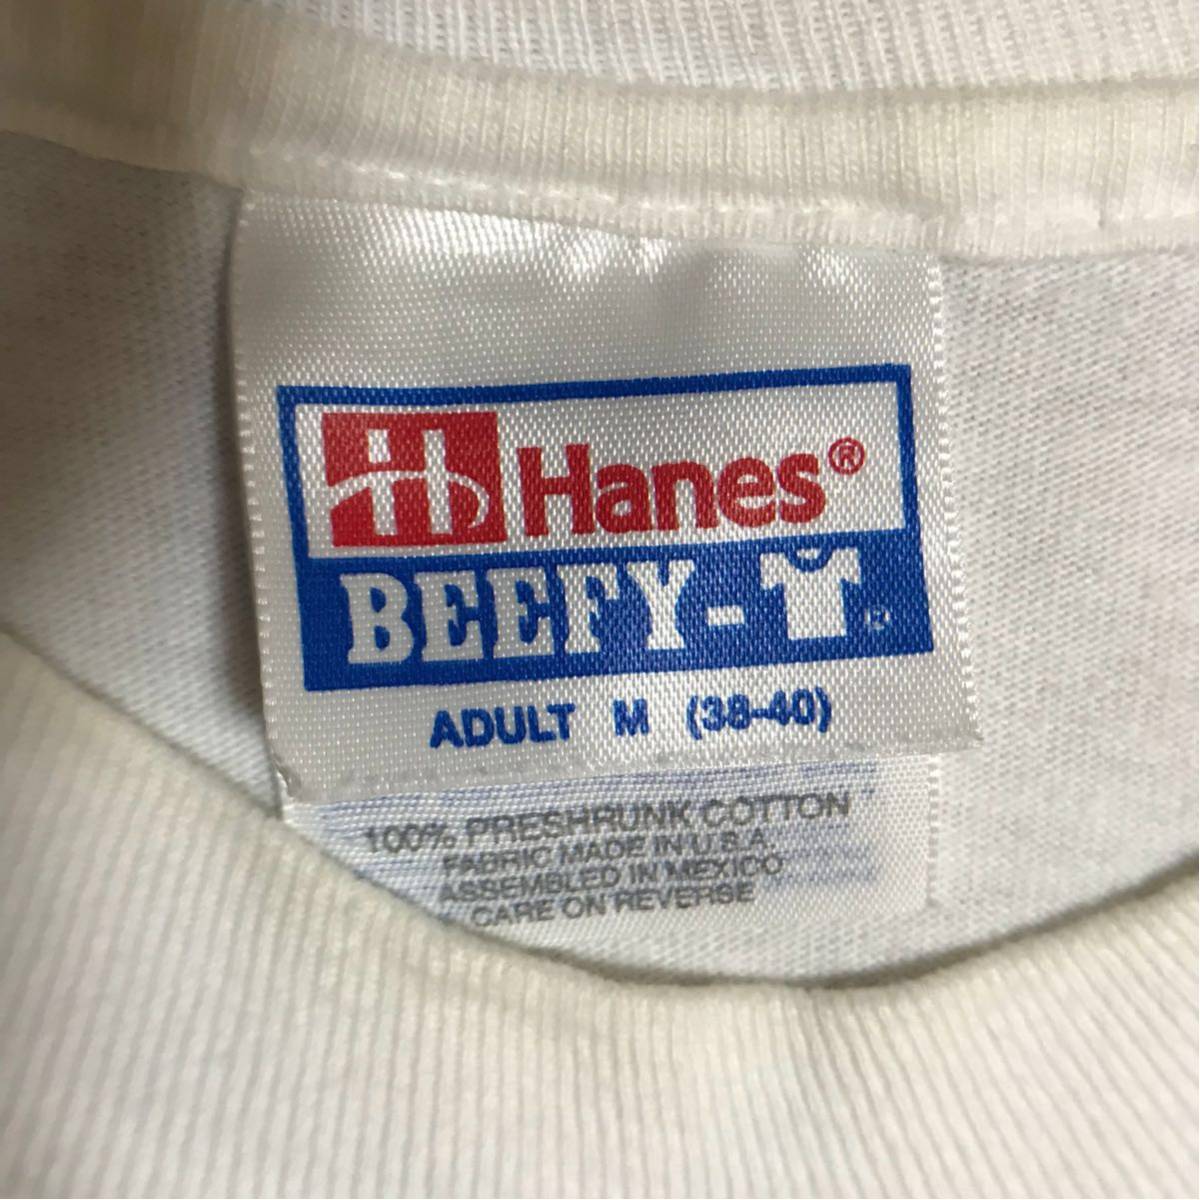 Hanes®
BEEFY-T®
ADULT M (38-40)
100% PRESHRUNK COTTON
FABRIC MADE IN U.S.A.
ASSEMBLED IN MEXICO
CARE ON REVERSE